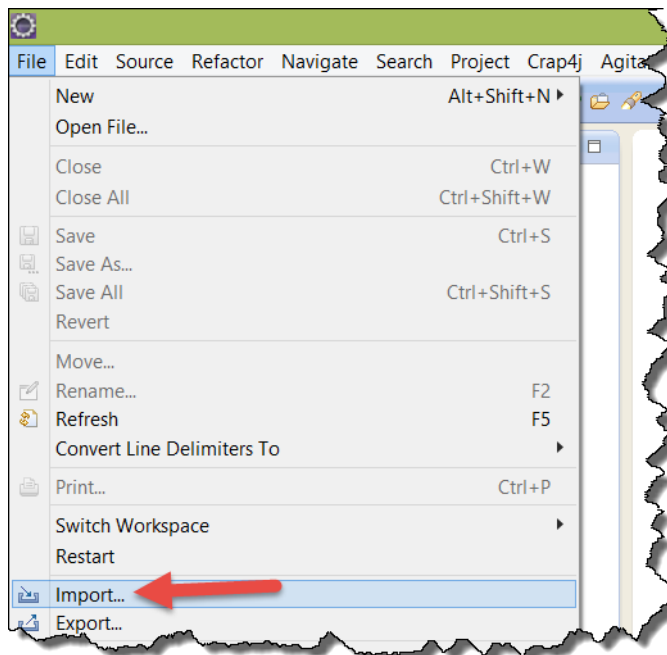 File Edit Source Refactor Navigate Search Project Crap4j Agita
New Alt+Shift+N
Open File...
Close Ctrl+W
Close All Ctrl+Shift+W
Save Ctrl+S
Save As...
Save All Ctrl+Shift+S
Revert
Move...
Rename... F2
Refresh F5
Convert Line Delimiters To
Print... Ctrl+P
Switch Workspace
Restart
Import...
Export...